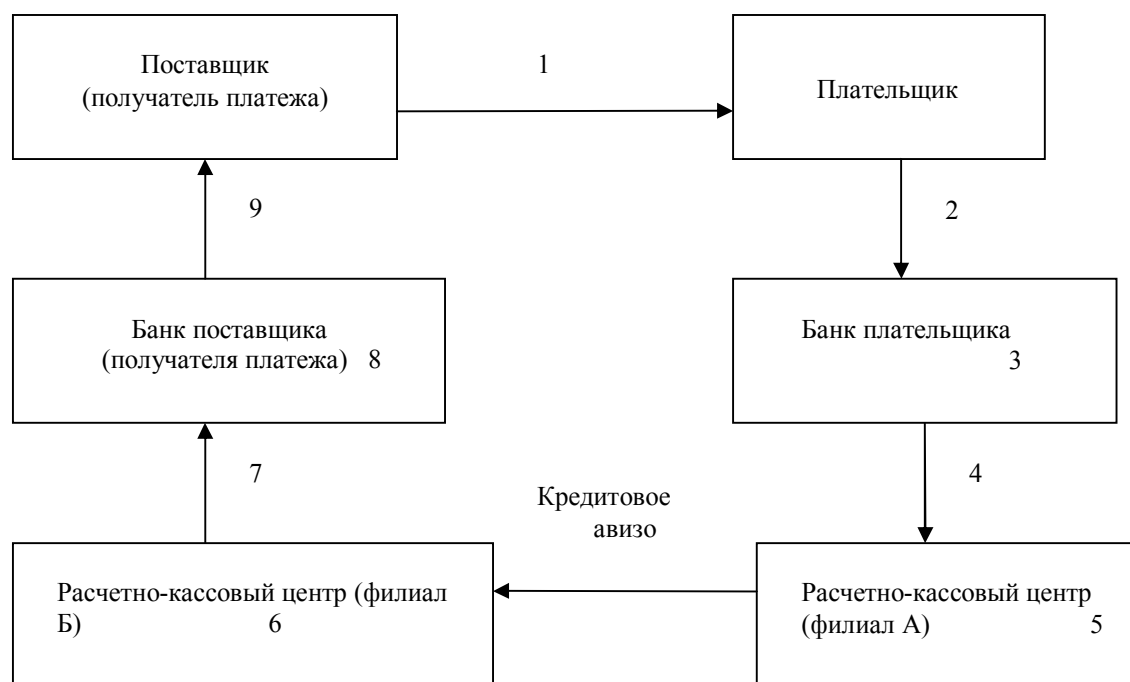 Поставщик
(получатель платежа)
1
Плательщик
9
2
Банк поставщика
(получателя платежа) 8
Банк плательщика
3
7
4
Кредитовое
авизо
Расчетно-кассовый центр (филиал
Б) 6
Расчетно-кассовый центр
(филиал А) 5